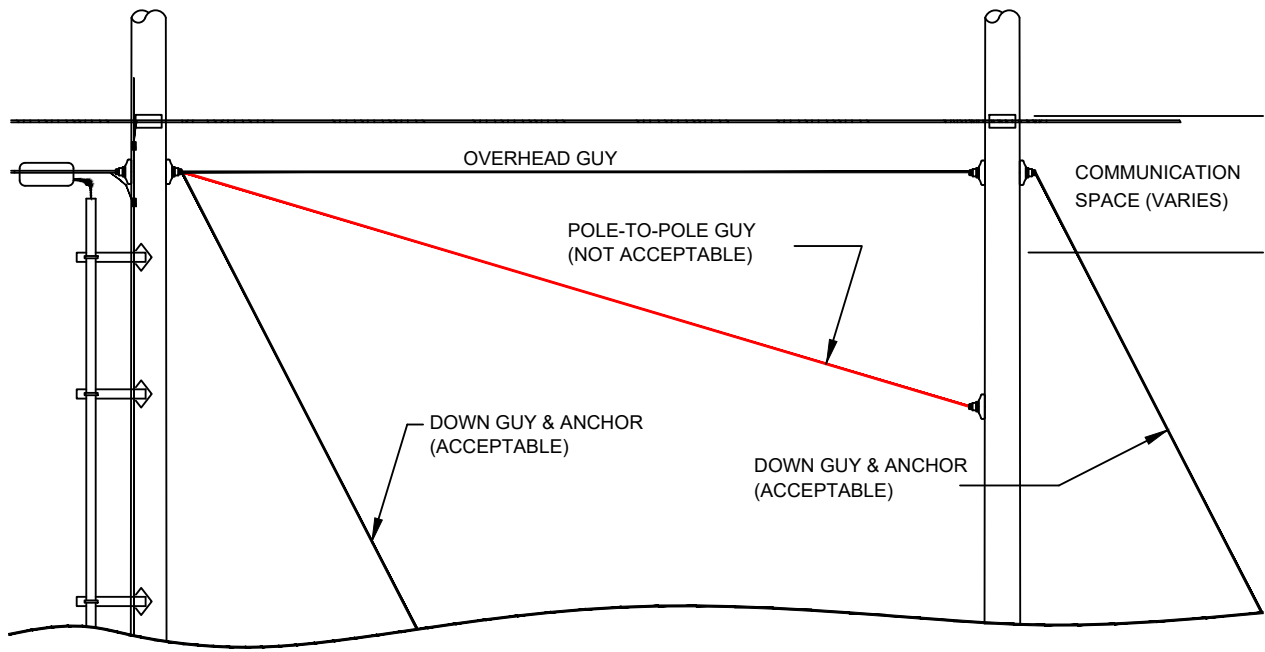 OVERHEAD GUY
COMMUNICATION
SPACE (VARIES)
POLE-TO-POLE GUY
(NOT ACCEPTABLE)
DOWN GUY & ANCHOR
(ACCEPTABLE)
DOWN GUY & ANCHOR
(ACCEPTABLE)